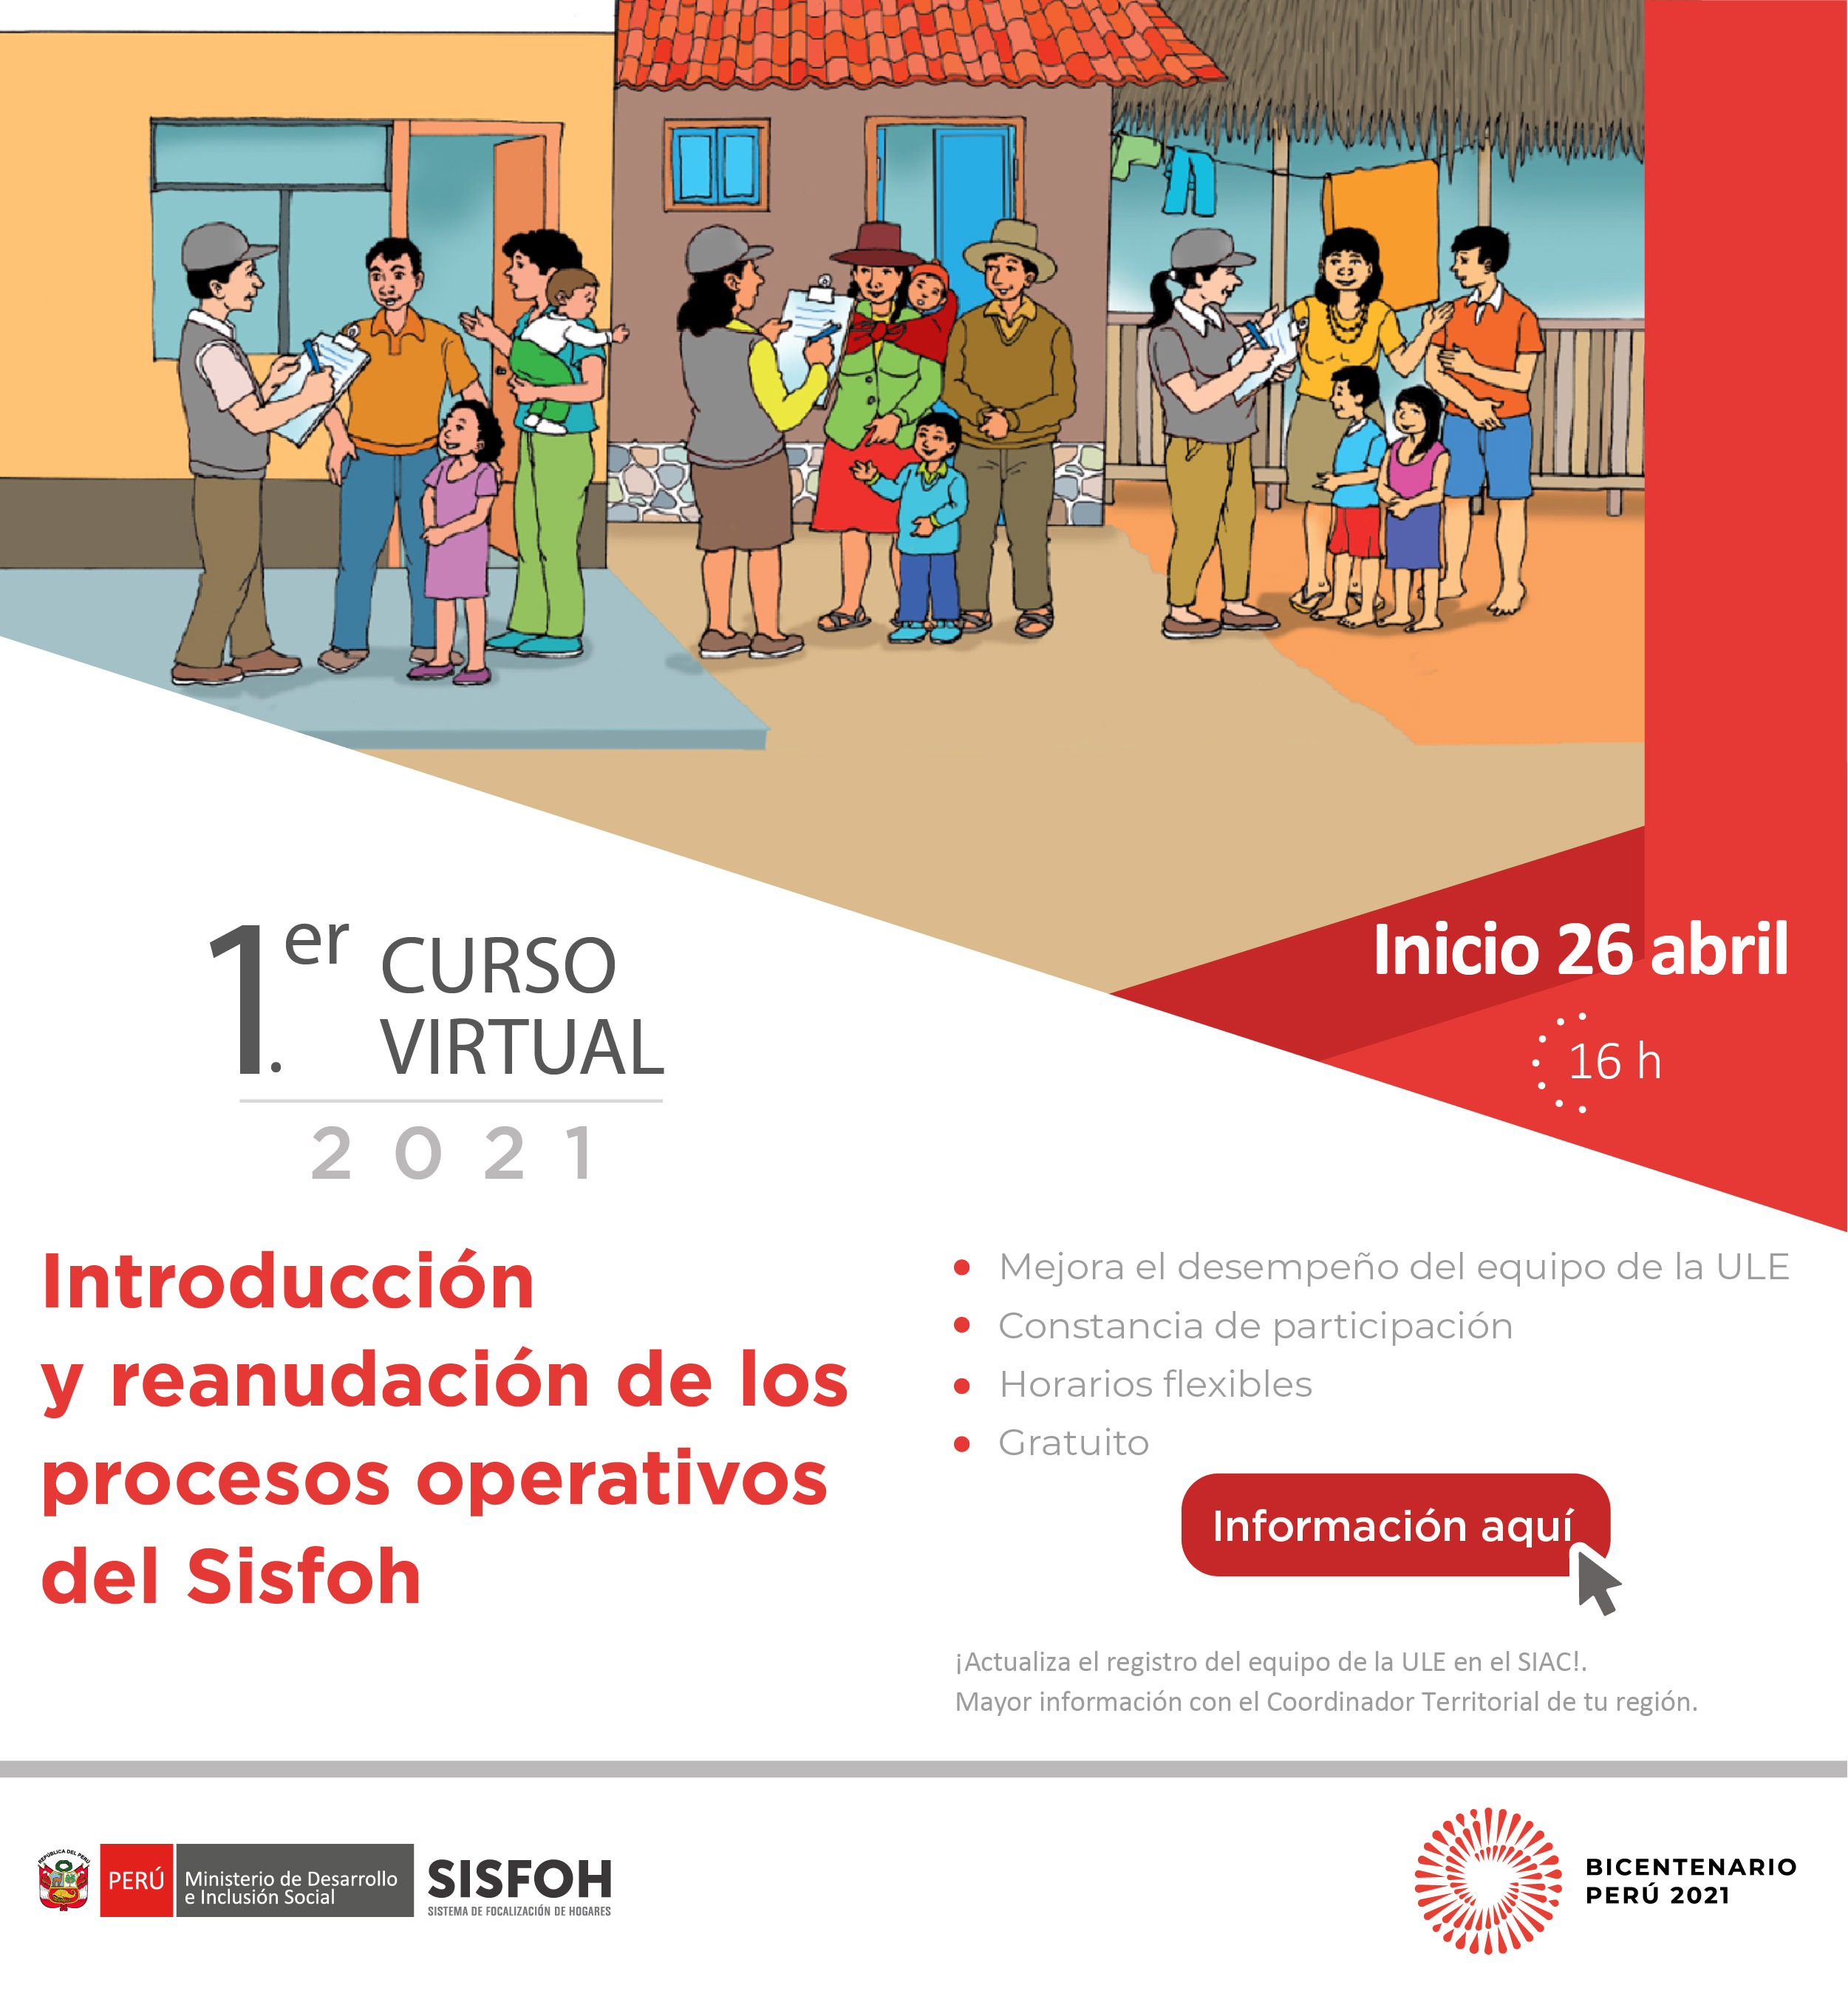 Inicio 26 abril
16 h
1.er CURSO
VIRTUAL
2021
Introducción
y reanudación de los
procesos operativos
del Sisfoh
Mejora el desempeño del equipo de la ULE
Constancia de participación
Horarios flexibles
Gratuito
Información aquí
¡Actualiza el registro del equipo de la ULE en el SIAC!.
Mayor información con el Coordinador Territorial de tu región.
REPÚBLICA DEL PERÚ
PERÚ
Ministerio de Desarrollo
e Inclusión Social
SISFOH
SISTEMA DE FOCALIZACIÓN DE HOGARES
BICENTENARIO
PERÚ 2021